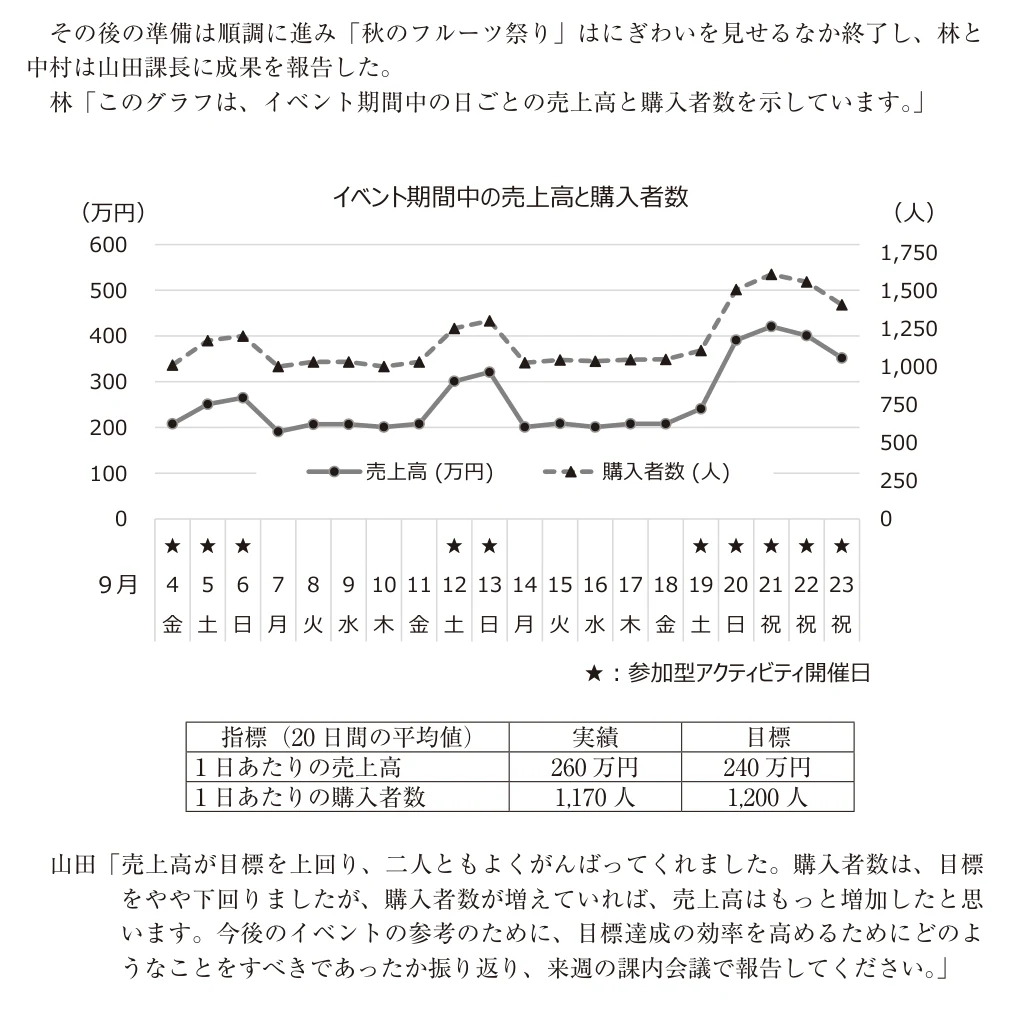 その後の準備は順調に進み「秋のフルーツ祭り」はにぎわいを見せるなか終了し、林と
中村は山田課長に成果を報告した。
林「このグラフは、イベント期間中の日ごとの売上高と購入者数を示しています。」
イベント期間中の売上高と購入者数
（万円） （人）
600 1,750
500 1,500
400 1,250
300 1,000
200 750
100 500
0 250
0
売上高 (万円) 購入者数 (人)
★ ★ ★ ★ ★ ★ ★ ★ ★ ★
９月 4 5 6 7 8 9 10 11 12 13 14 15 16 17 18 19 20 21 22 23
金 土 日 月 火 水 木 金 土 日 月 火 水 木 金 土 日 祝 祝 祝
★：参加型アクティビティ開催日
指標（20 日間の平均値） 実績 目標
１日あたりの売上高 260 万円 240 万円
１日あたりの購入者数 1,170 人 1,200 人
山田「売上高が目標を上回り、二人ともよくがんばってくれました。購入者数は、目標
をやや下回りましたが、購入者数が増えていれば、売上高はもっと増加したと思
います。今後のイベントの参考のために、目標達成の効率を高めるためにどのよ
うなことをすべきであったか振り返り、来週の課内会議で報告してください。」